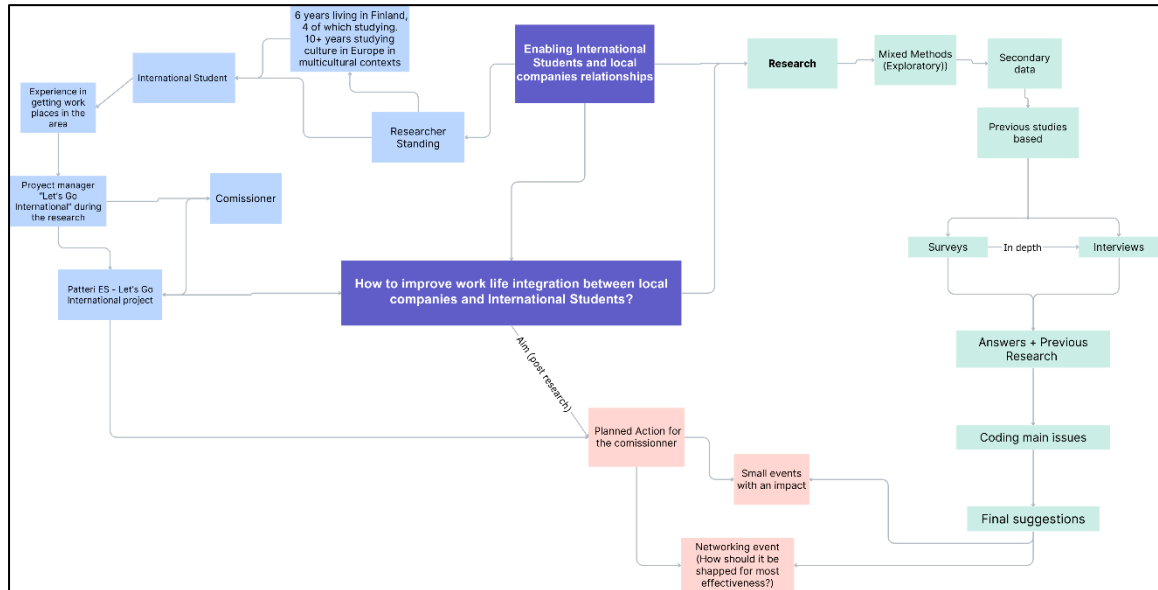 6 years living in Finland,
4 of which studying.
10+ years studying
culture in Europe in
multicultural contexts
Enabling International
Students and local
companies relationships
Research
Mixed Methods
(Exploratory))
Secondary
data
International Student
Experience in
getting work
places in the
area
Researcher
Standing
Previous studies
based
Proyect manager
"Let's Go
International" during
the research
Comissioner
Surveys
In depth
Interviews
Patteri ES - Let's Go
International project
How to improve work life integration between local
companies and International Students?
Answers + Previous
Research
Aim (post research)
Planned Action for
the comissionner
Coding main issues
Small events
with an impact
Final suggestions
Networking event
(How should it be
shapped for most
effectiveness?)